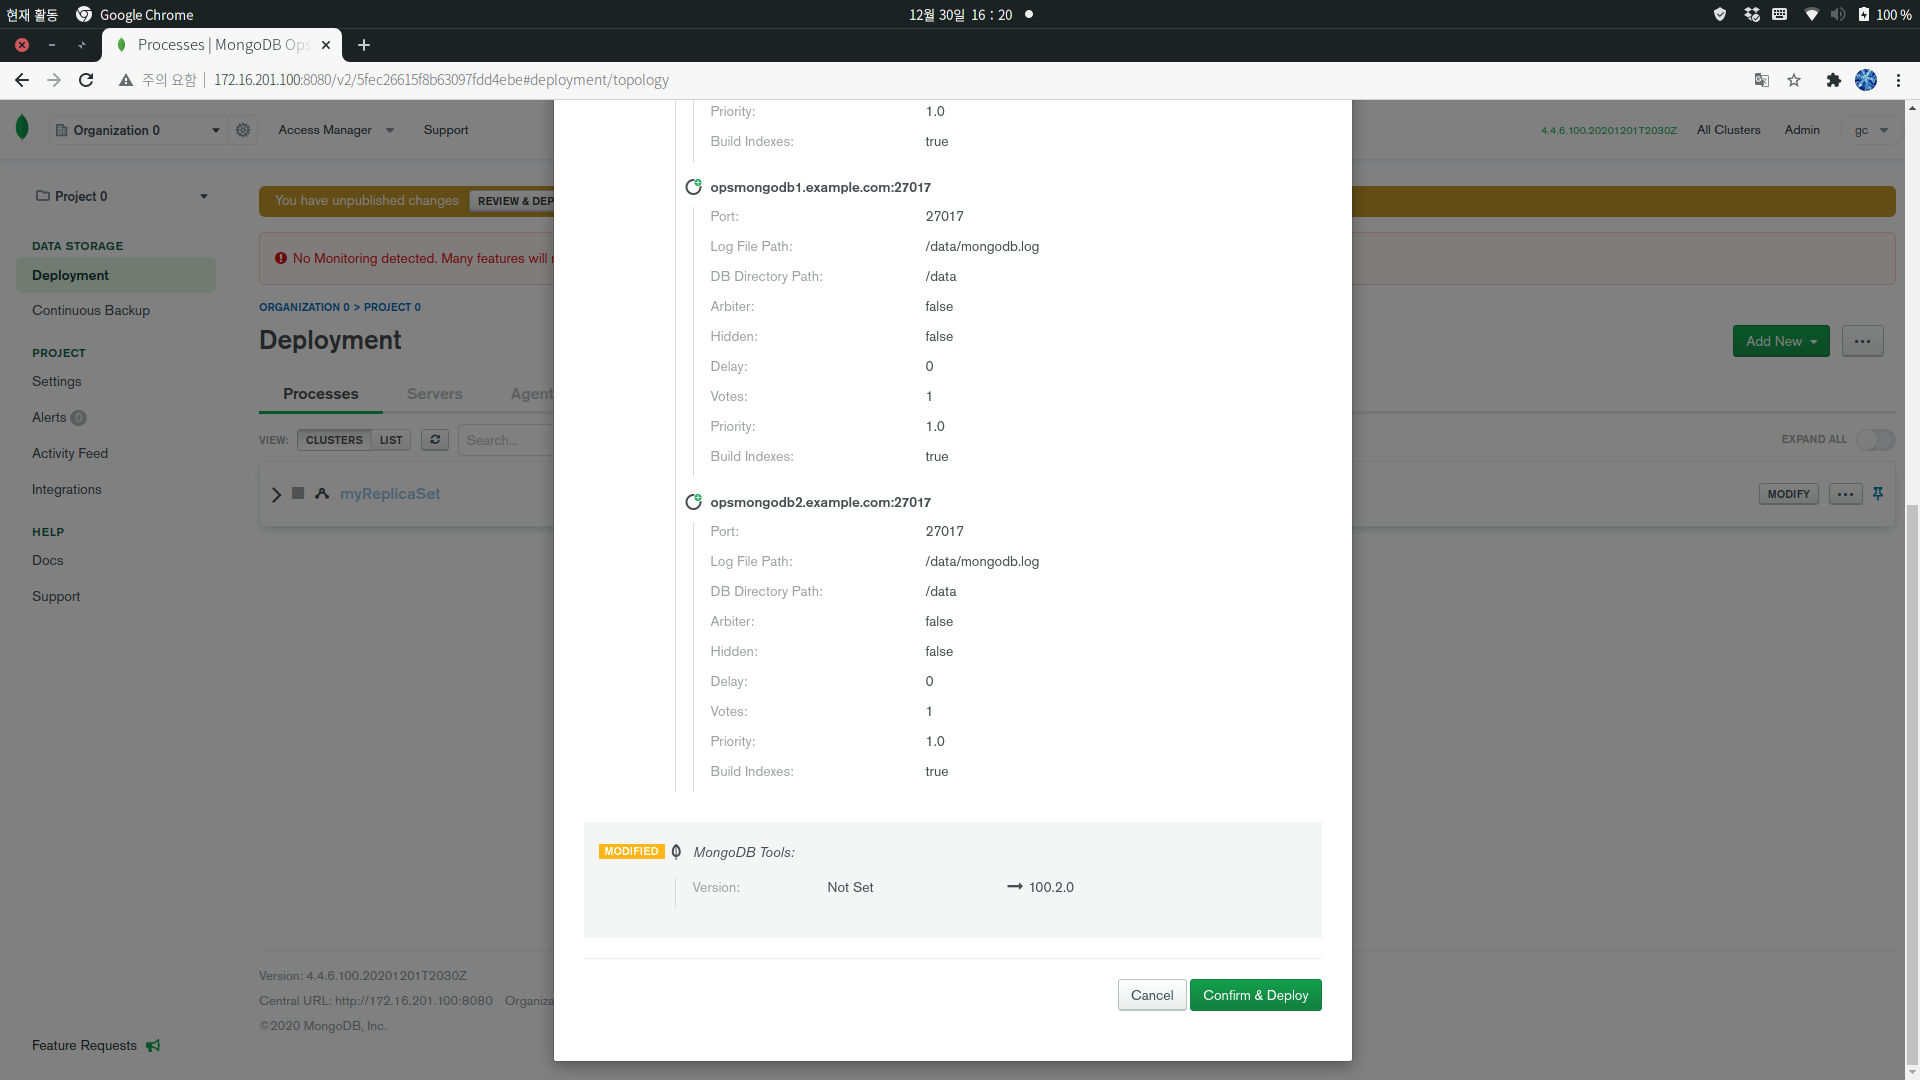 현재 활동 Google Chrome 12월 30일 16 : 20 100 %
Processes | MongoDB Ops
주의 요함 172.16.201.100:8080/v2/5fec26615f8b63097fdd4ebe#deployment/topology
Organization 0 Access Manager Support 4.4.6.100.20201201T2030Z All Clusters Admin gc
Project 0
DATA STORAGE
Deployment
Continuous Backup
PROJECT
Settings
Alerts 0
Activity Feed
Integrations
HELP
Docs
Support
Feature Requests
You have unpublished changes REVIEW & DEP
No Monitoring detected. Many features will
ORGANIZATION 0 > PROJECT 0
Deployment
Add New
Processes Servers Agent
VIEW: CLUSTERS LIST Search... EXPAND ALL
myReplicaSet MODIFY
Version: 4.4.6.100.20201201T2030Z
Central URL: http://172.16.201.100:8080 Organiza
©2020 MongoDB, Inc.
Priority: 1.0
Build Indexes: true
opsmongodb1.example.com:27017
Port: 27017
Log File Path: /data/mongodb.log
DB Directory Path: /data
Arbiter: false
Hidden: false
Delay: 0
Votes: 1
Priority: 1.0
Build Indexes: true
opsmongodb2.example.com:27017
Port: 27017
Log File Path: /data/mongodb.log
DB Directory Path: /data
Arbiter: false
Hidden: false
Delay: 0
Votes: 1
Priority: 1.0
Build Indexes: true
MODIFIED MongoDB Tools:
Version: Not Set → 100.2.0
Cancel Confirm & Deploy